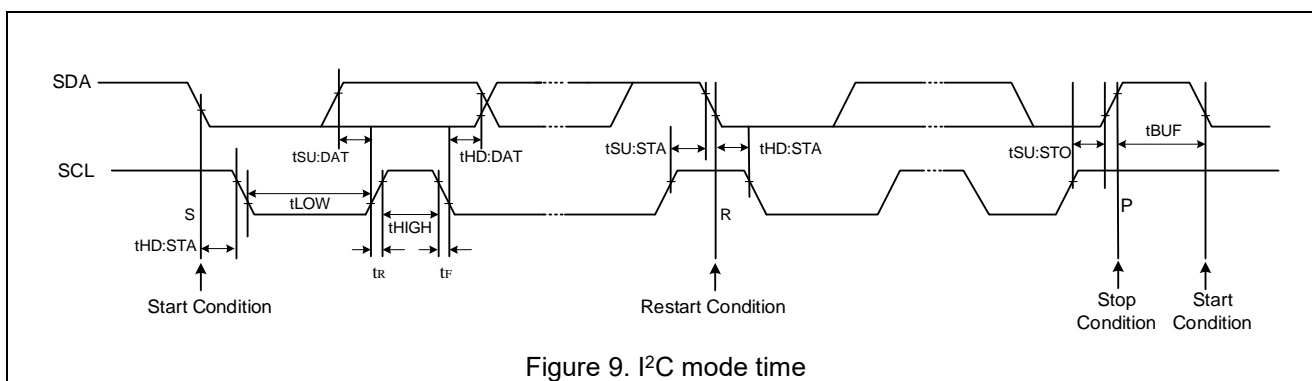 SDA
tSU:DAT
tHD:DAT
tSU:STA
tHD:STA
tSU:STO
tBUF
SCL
S
tLOW
tHIGH
R
P
tHD:STA
tR
tF
Start Condition
Restart Condition
Stop
Condition
Start
Condition
Figure 9. I²C mode time